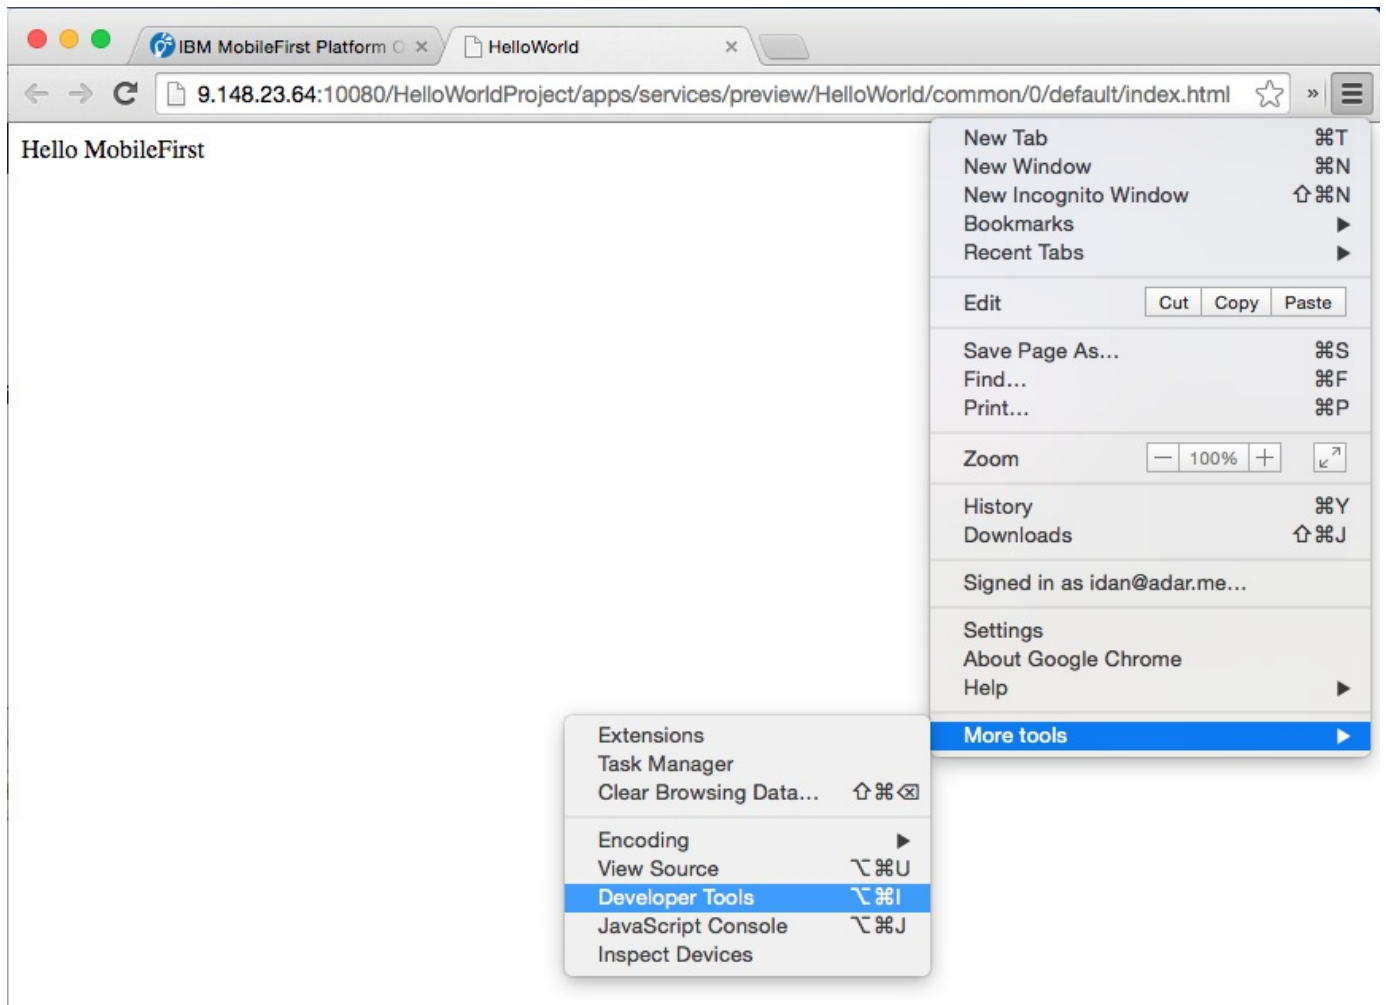 IBM MobileFirst Platform C
HelloWorld
9.148.23.64:10080/HelloWorldProject/apps/services/preview/HelloWorld/common/0/default/index.html
Hello MobileFirst
New Tab ⌘T
New Window ⌘N
New Incognito Window ⇧⌘N
Bookmarks ▶
Recent Tabs ▶
Edit Cut Copy Paste
Save Page As... ⌘S
Find... ⌘F
Print... ⌘P
Zoom — 100% +
History ⌘Y
Downloads ⇧⌘J
Signed in as idan@adar.me...
Settings
About Google Chrome
Help ▶
More tools ▶
Extensions
Task Manager
Clear Browsing Data... ⇧⌘⌫
Encoding ▶
View Source ⌥⌘U
Developer Tools ⌥⌘I
JavaScript Console ⌥⌘J
Inspect Devices